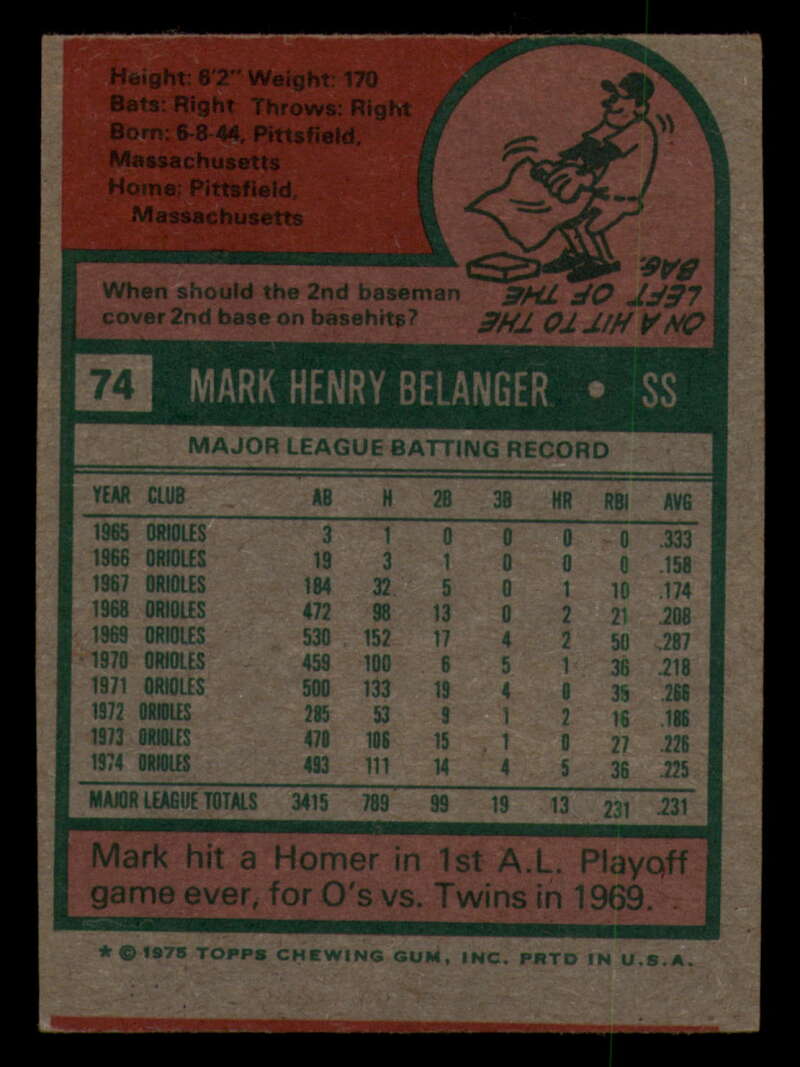 Height: 6'2" Weight: 170
Bats: Right Throws: Right
Born: 6-8-44, Pittsfield,
Massachusetts
Home: Pittsfield,
Massachusetts
When should the 2nd baseman
cover 2nd base on basehits?
ON A HIT TO THE
LEFT OF THE
BAG.
74 MARK HENRY BELANGER • SS
MAJOR LEAGUE BATTING RECORD
YEAR CLUB AB H 2B 3B HR RBI AVG
1965 ORIOLES 3 1 0 0 0 0 .333
1966 ORIOLES 19 3 1 0 0 0 .158
1967 ORIOLES 184 32 5 0 1 10 .174
1968 ORIOLES 472 98 13 0 2 21 .208
1969 ORIOLES 530 152 17 4 2 50 .287
1970 ORIOLES 459 100 6 5 1 36 .218
1971 ORIOLES 500 133 19 4 0 35 .266
1972 ORIOLES 285 53 9 1 2 16 .186
1973 ORIOLES 470 106 15 1 0 27 .226
1974 ORIOLES 493 111 14 4 5 36 .225
MAJOR LEAGUE TOTALS 3415 789 99 19 13 231 .231
Mark hit a Homer in 1st A.L. Playoff
game ever, for O's vs. Twins in 1969.
* © 1975 TOPPS CHEWING GUM, INC. PRTD IN U.S.A.